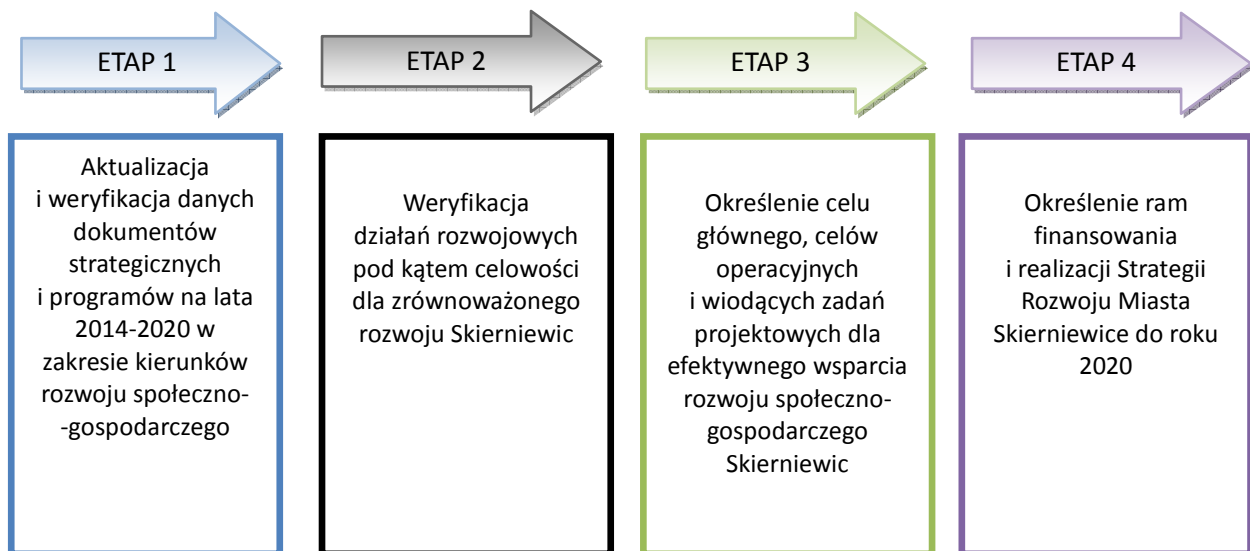 ETAP 1
Aktualizacja
i weryfikacja danych
dokumentów
strategicznych
i programów na lata
2014-2020 w
zakresie kierunków
rozwoju społeczno-
-gospodarczego
ETAP 2
Weryfikacja
działań rozwojowych
pod kątem celowości
dla zrównoważonego
rozwoju Skierniewic
ETAP 3
Określenie celu
głównego, celów
operacyjnych
i wiodących zadań
projektowych dla
efektywnego wsparcia
rozwoju społeczno-
gospodarczego
Skierniewic
ETAP 4
Określenie ram
finansowania
i realizacji Strategii
Rozwoju Miasta
Skierniewice do roku
2020